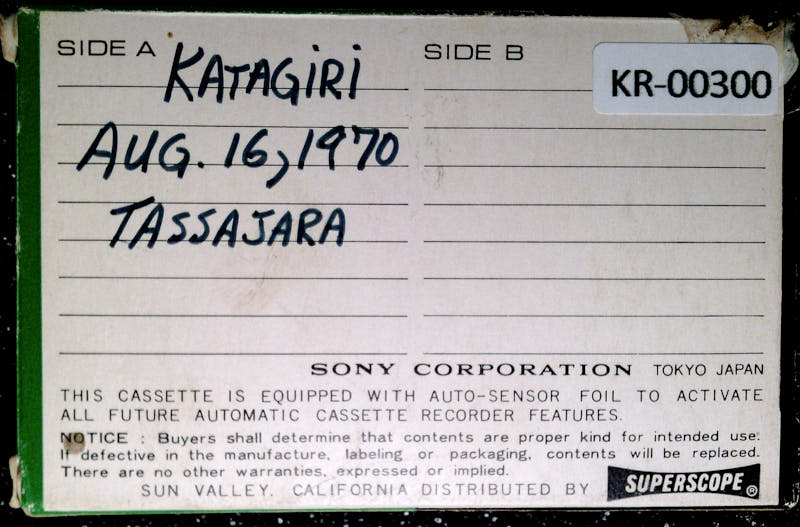 SIDE A
KATAGIRI
AUG. 16, 1970
TASSAJARA
SIDE B
KR-00300
SONY CORPORATION TOKYO JAPAN
THIS CASSETTE IS EQUIPPED WITH AUTO-SENSOR FOIL TO ACTIVATE
ALL FUTURE AUTOMATIC CASSETTE RECORDER FEATURES.
NOTICE : Buyers shall determine that contents are proper kind for intended use.
If defective in the manufacture, labeling or packaging, contents will be replaced.
There are no other warranties, expressed or implied.
SUN VALLEY, CALIFORNIA DISTRIBUTED BY SUPERSCOPE®